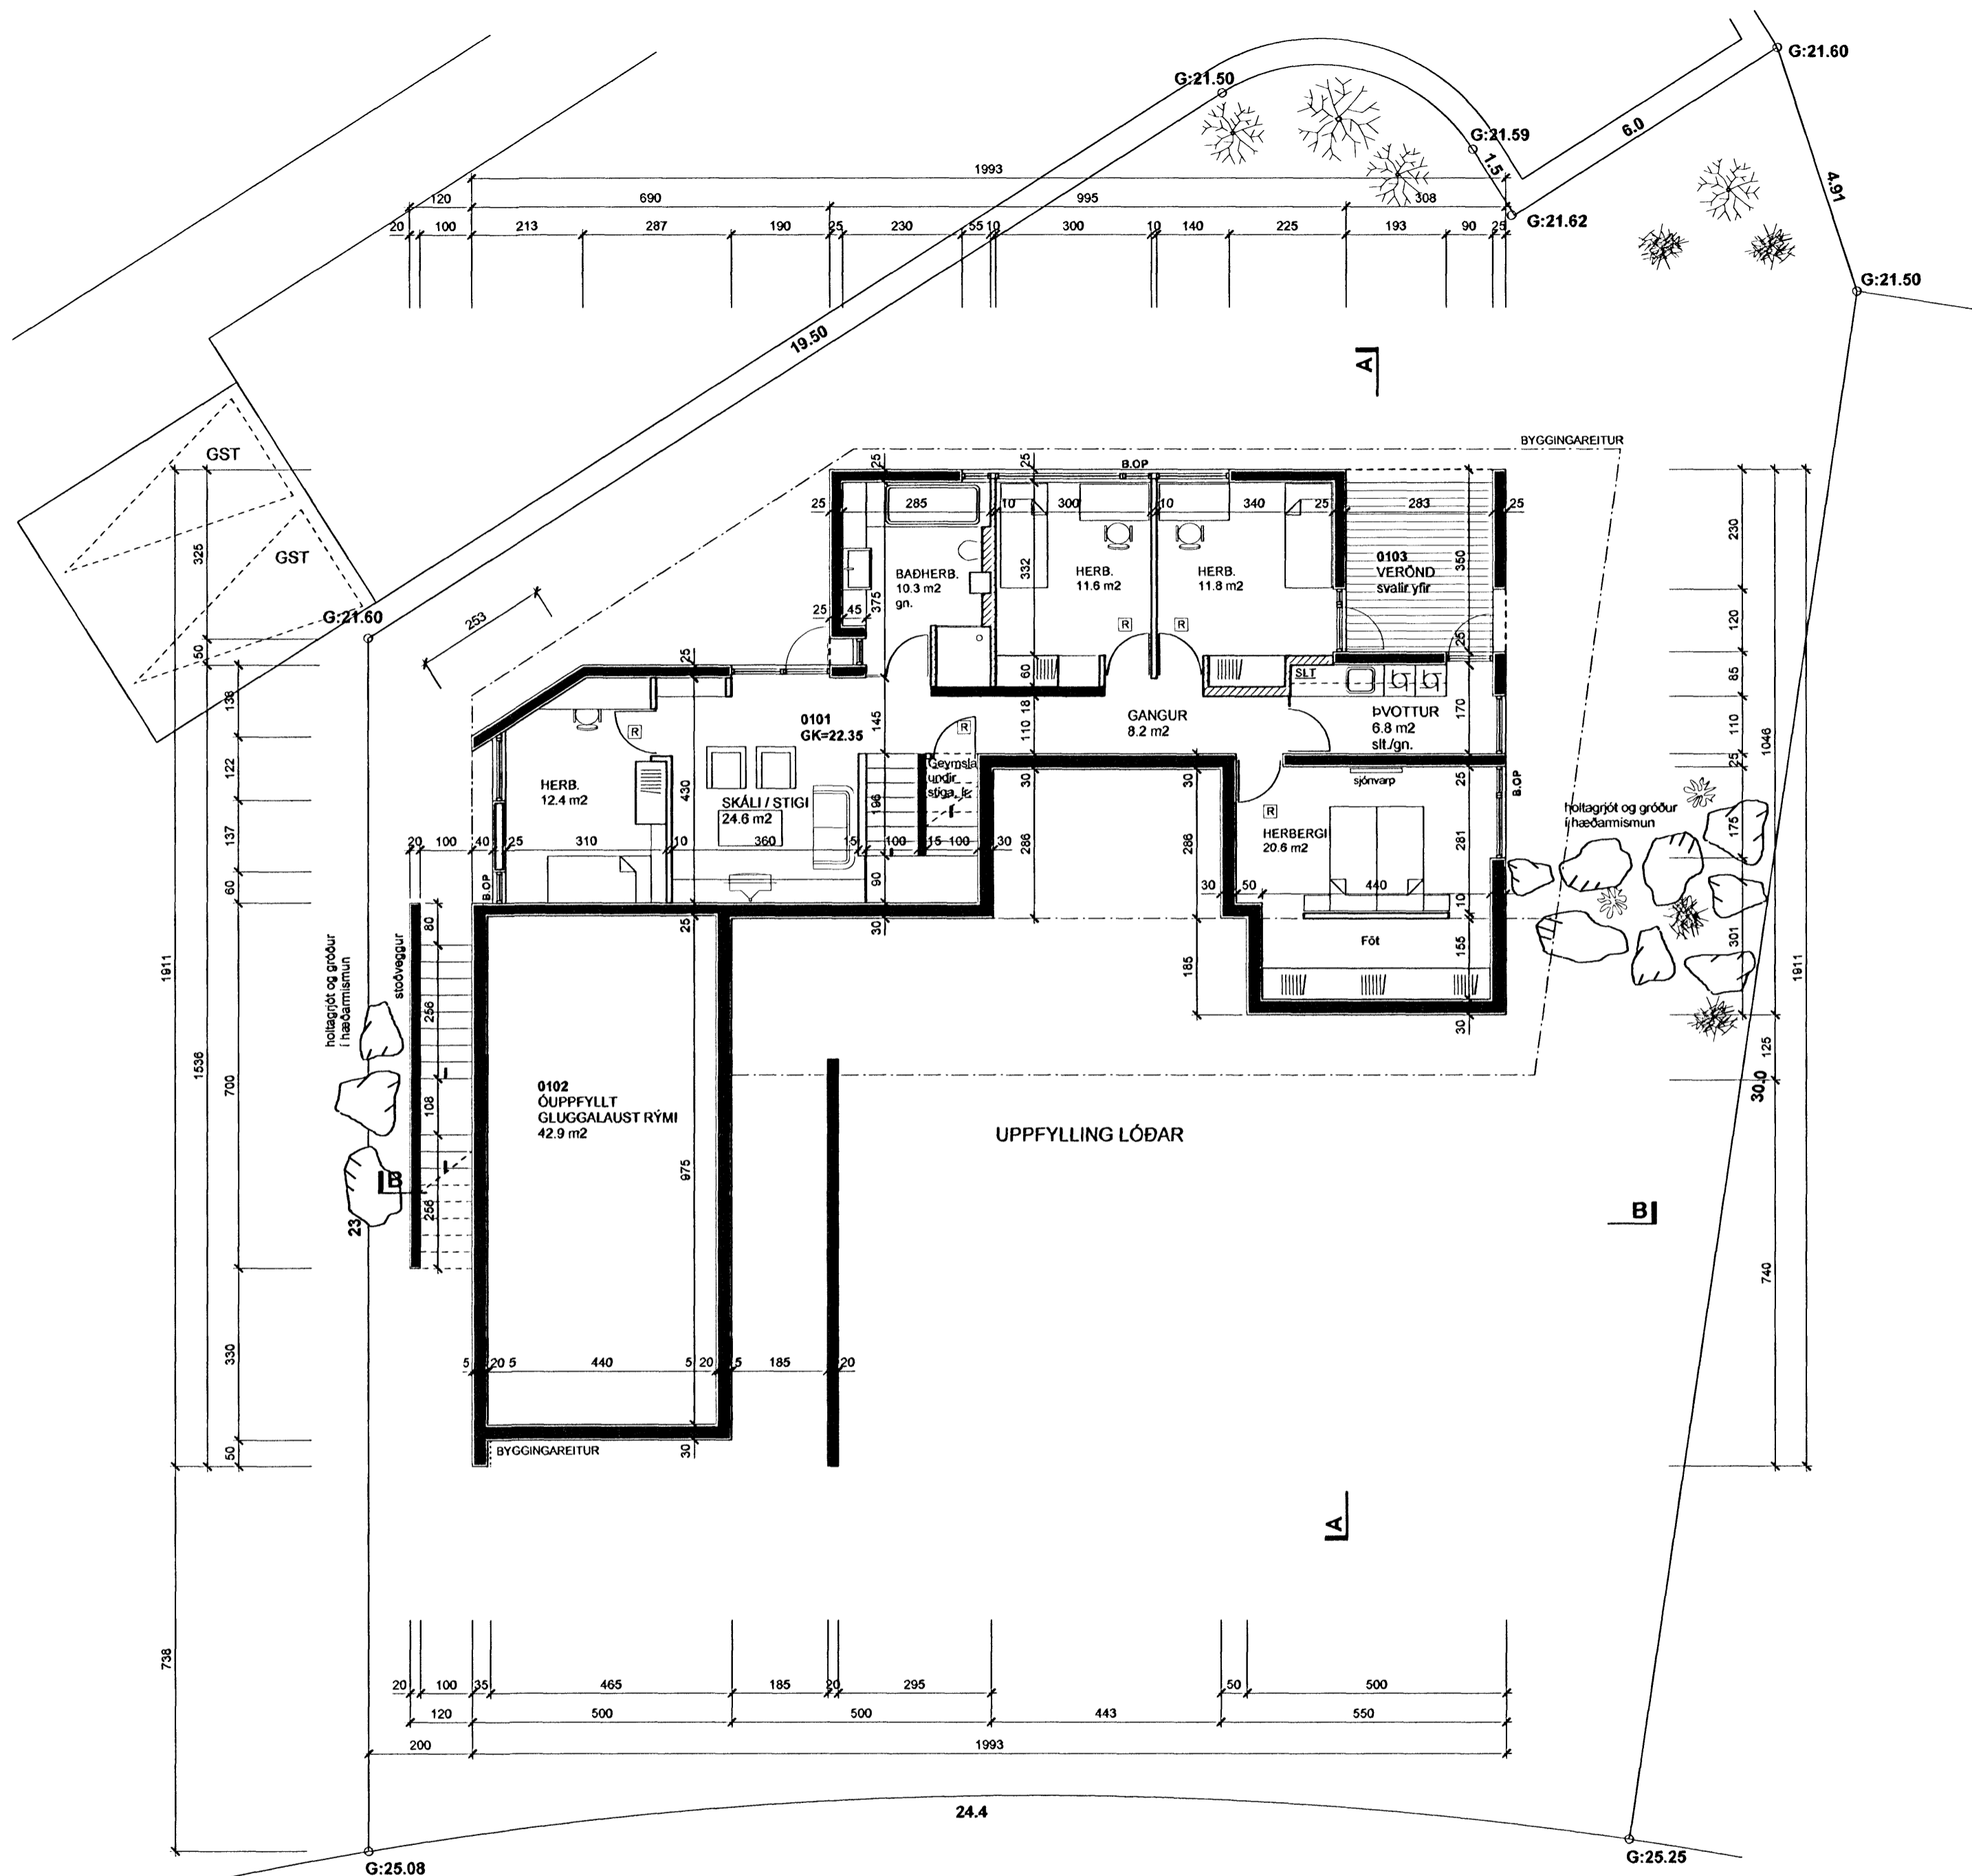 G:21.60
G:21.50
G:21.59
6.0
1.5
4.91
1993
120
690
995
308
G:21.62
20
100
213
287
190
25
230
55
10
300
10
140
225
193
90
25
G:21.50
19.50
A
BYGGINGAREITUR
GST
GST
B.OP
25
25
25
285
10
300
10
340
25
283
25
325
230
332
350
BAÐHERB.
10.3 m2
gn.
HERB.
11.6 m2
HERB.
11.8 m2
0103
VERÖND
svalir yfir
375
25
45
253
G:21.60
R
R
120
50
25
25
60
SLT
85
138
18
145
110
0101
GK=22.35
GANGUR
8.2 m2
ÞVOTTUR
6.8 m2
slt./gn.
170
110
1046
R
R
122
Geymsla
undir
stiga, lr.
30
30
25
25
sjónvarp
B.OP
HERB.
12.4 m2
430
SKÁLI / STIGI
24.6 m2
196
R
holtagrjót og gróður
í hæðarmismun
175
HERBERGI
20.6 m2
281
137
20
100
40
25
310
10
360
15
100
15
100
30
286
286
60
B.OP
90
30
50
440
10
80
25
30
Föt
155
301
185
holtagrjót og gróður
í hæðarmismun
stoðveggur
1911
1911
256
1536
30
125
700
30.0
108
0102
ÓUPPFYLLT
GLUGGALAUST RÝMI
42.9 m2
UPPFYLLING LÓÐAR
B
975
256
23
B
740
330
5
20
5
440
5
20
5
185
20
50
BYGGINGAREITUR
30
A
738
20
100
35
465
185
20
295
50
500
120
500
500
443
550
200
1993
24.4
G:25.08
G:25.25